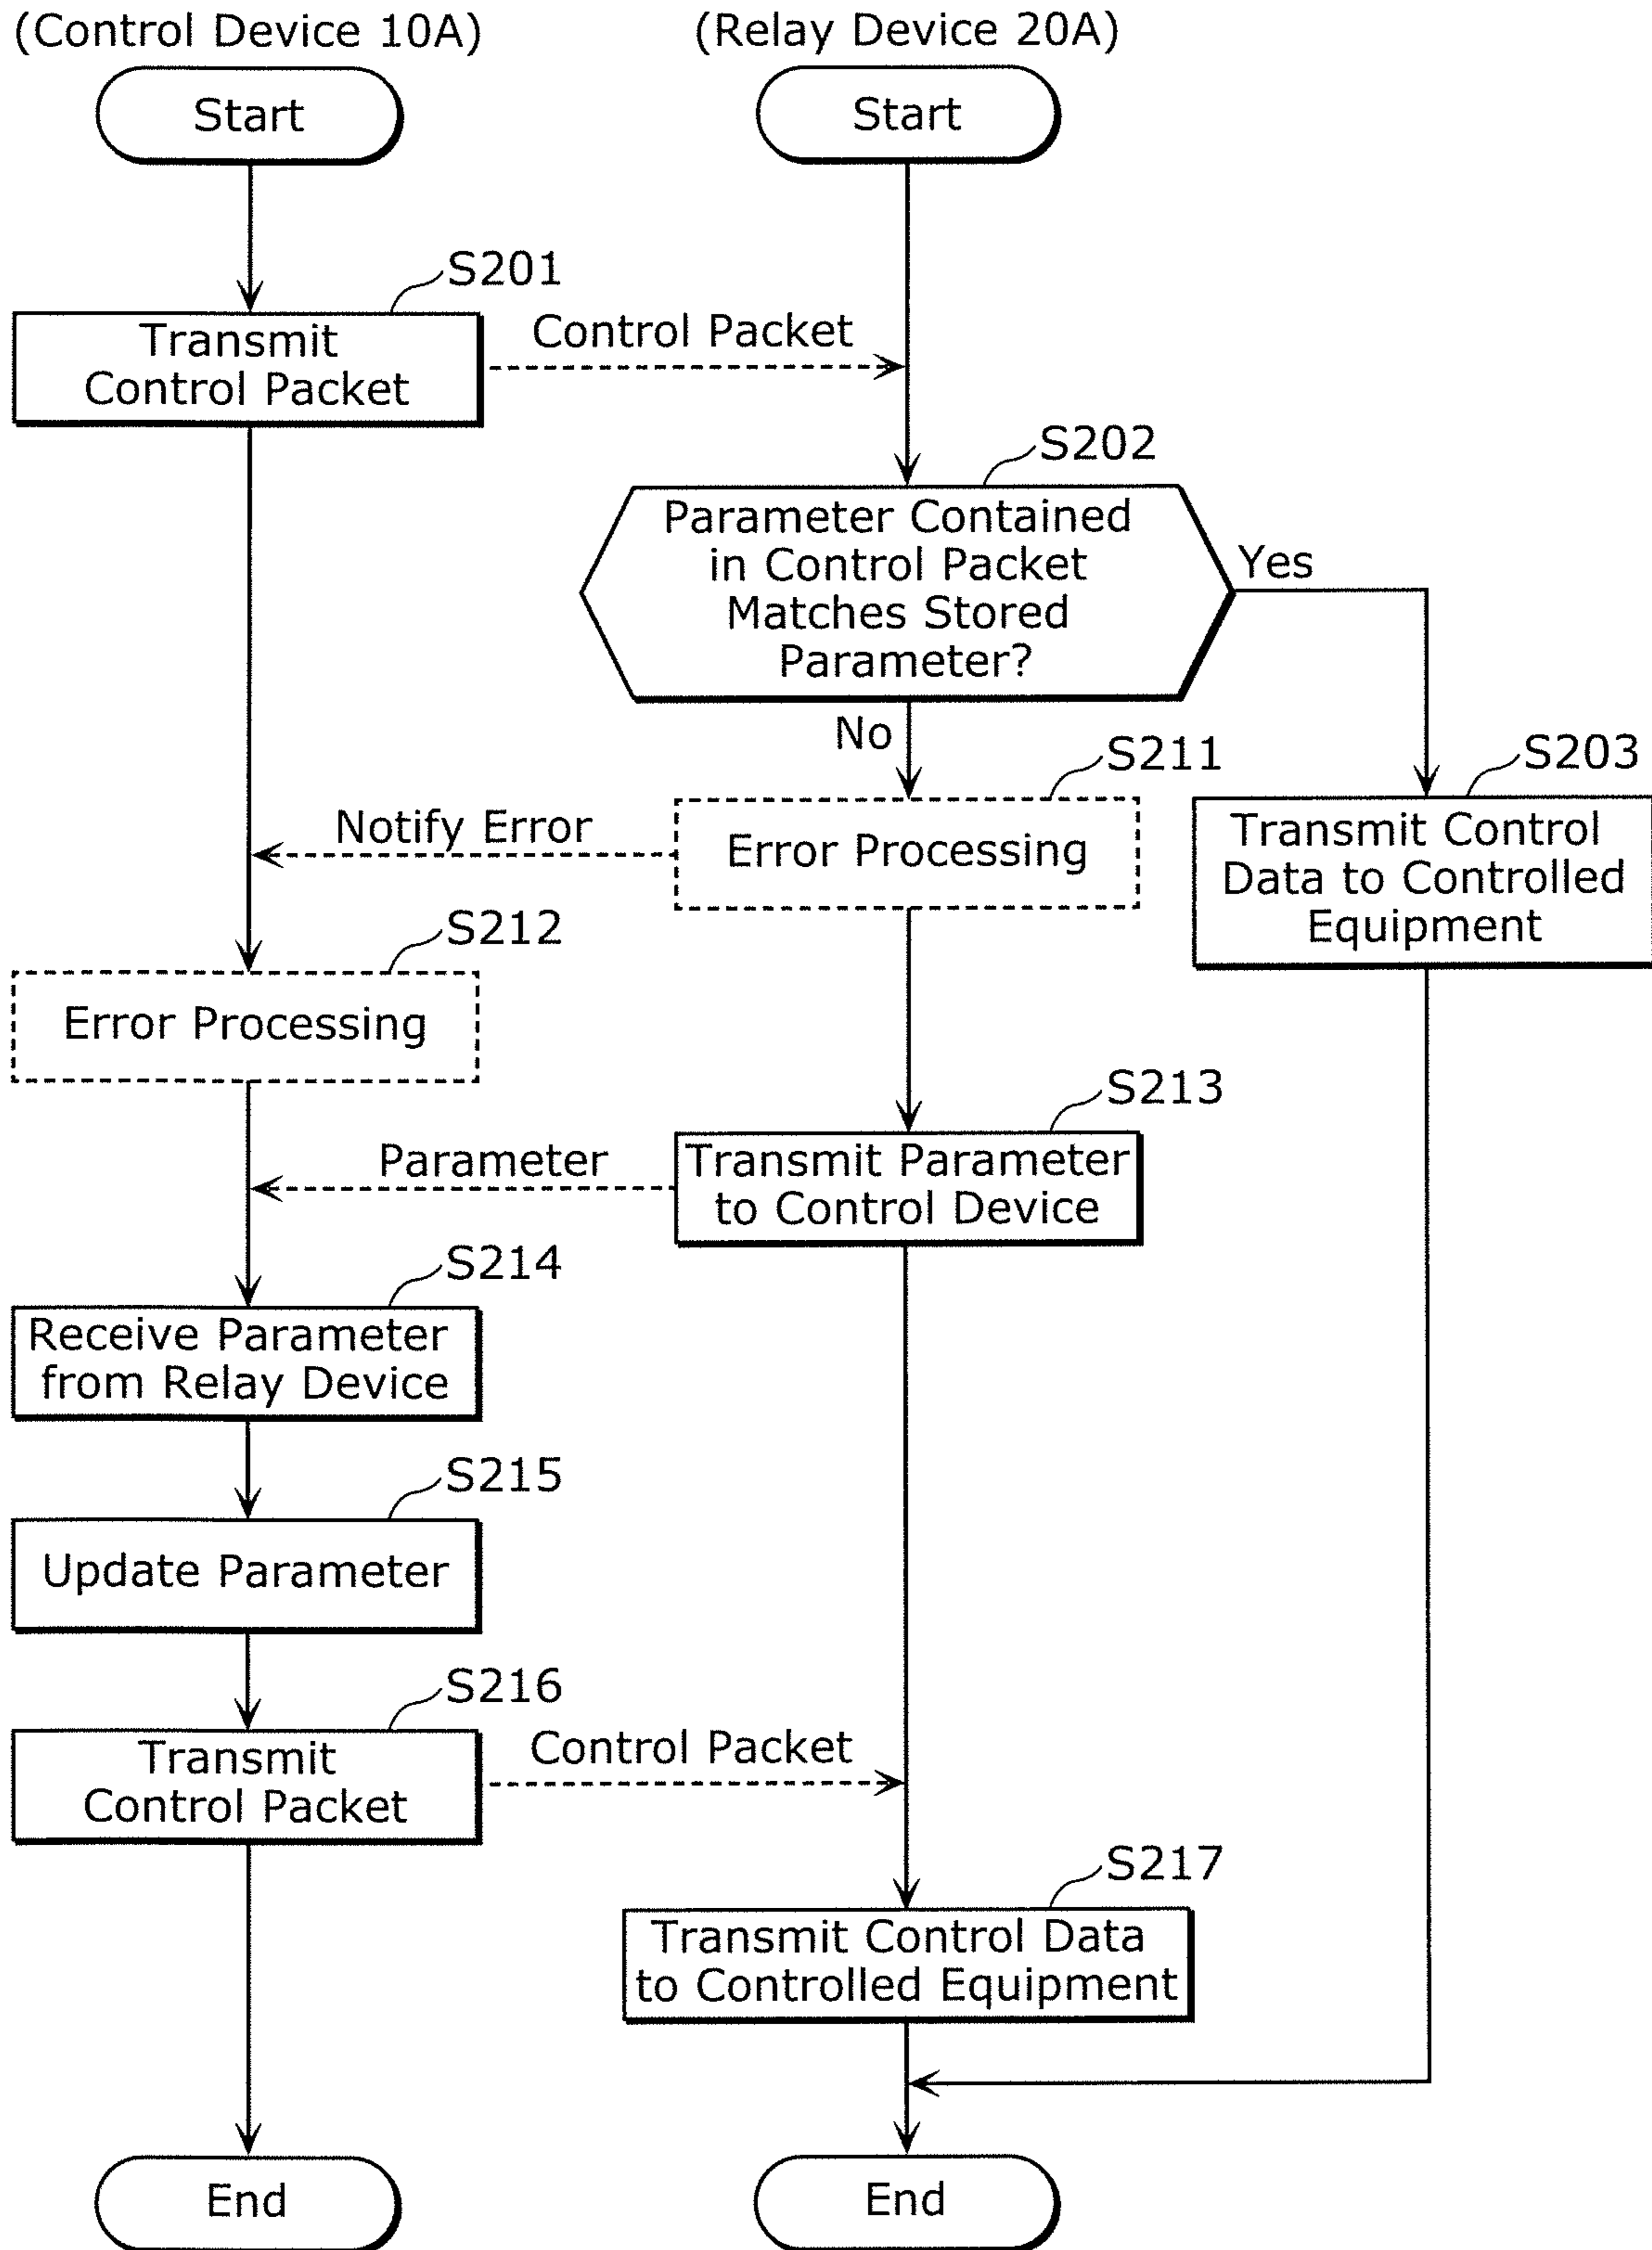 (Control Device 10A)
(Relay Device 20A)
Start
Start
S201
Transmit
Control Packet
Control Packet
S202
Parameter Contained
in Control Packet
Matches Stored
Parameter?
Yes
No
S211
S203
Notify Error
Error Processing
Transmit Control
Data to Controlled
Equipment
S212
Error Processing
S213
Parameter
Transmit Parameter
to Control Device
S214
Receive Parameter
from Relay Device
S215
Update Parameter
S216
Transmit
Control Packet
Control Packet
S217
Transmit Control Data
to Controlled Equipment
End
End